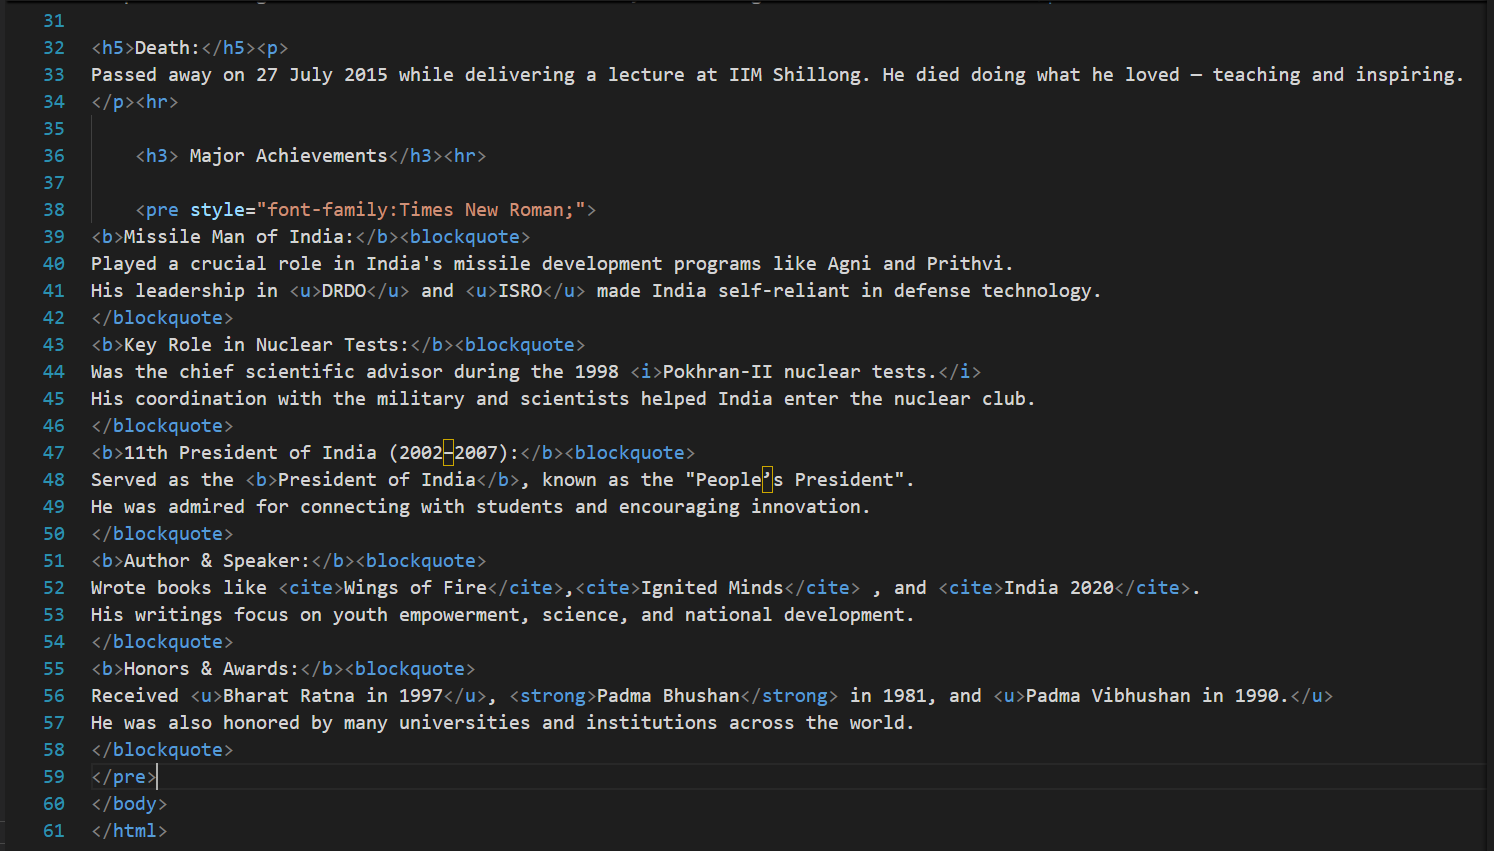 31
32 <h5>Death:</h5><p>
33 Passed away on 27 July 2015 while delivering a lecture at IIM Shillong. He died doing what he loved — teaching and inspiring.
34 </p><hr>
35
36     <h3> Major Achievements</h3><hr>
37
38     <pre style="font-family:Times New Roman;">
39 <b>Missile Man of India:</b><blockquote>
40 Played a crucial role in India's missile development programs like Agni and Prithvi.
41 His leadership in <u>DRDO</u> and <u>ISRO</u> made India self-reliant in defense technology.
42 </blockquote>
43 <b>Key Role in Nuclear Tests:</b><blockquote>
44 Was the chief scientific advisor during the 1998 <i>Pokhran-II nuclear tests.</i>
45 His coordination with the military and scientists helped India enter the nuclear club.
46 </blockquote>
47 <b>11th President of India (2002–2007):</b><blockquote>
48 Served as the <b>President of India</b>, known as the "People’s President".
49 He was admired for connecting with students and encouraging innovation.
50 </blockquote>
51 <b>Author & Speaker:</b><blockquote>
52 Wrote books like <cite>Wings of Fire</cite>,<cite>Ignited Minds</cite> , and <cite>India 2020</cite>.
53 His writings focus on youth empowerment, science, and national development.
54 </blockquote>
55 <b>Honors & Awards:</b><blockquote>
56 Received <u>Bharat Ratna in 1997</u>, <strong>Padma Bhushan</strong> in 1981, and <u>Padma Vibhushan in 1990.</u>
57 He was also honored by many universities and institutions across the world.
58 </blockquote>
59 </pre>
60 </body>
61 </html>